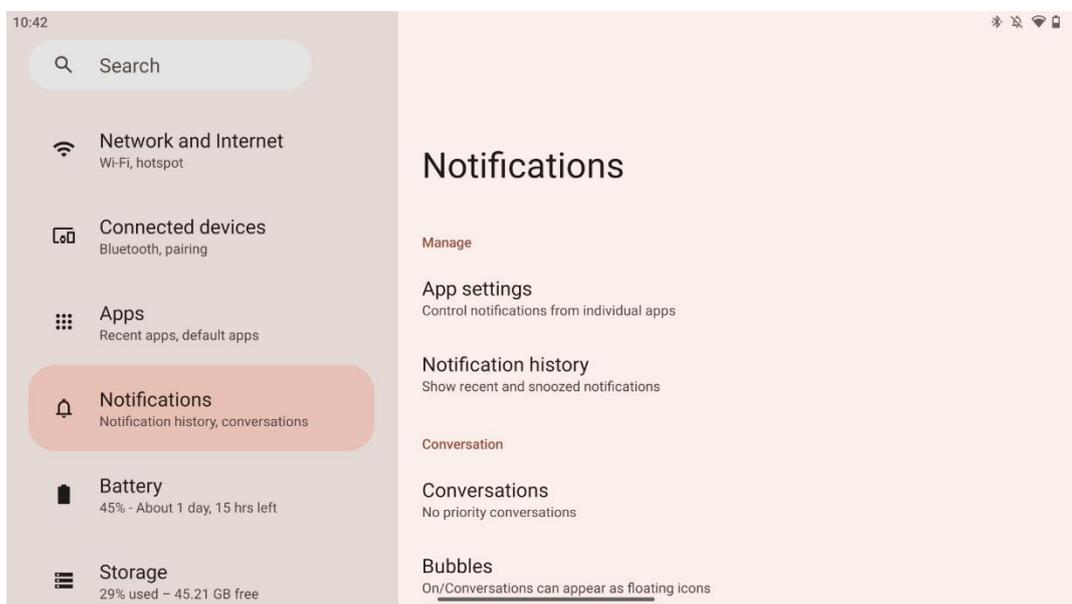 10:42
Search
Network and Internet
Wi-Fi, hotspot
Connected devices
Bluetooth, pairing
Apps
Recent apps, default apps
Notifications
Notification history, conversations
Battery
45% - About 1 day, 15 hrs left
Storage
29% used – 45.21 GB free
Notifications
Manage
App settings
Control notifications from individual apps
Notification history
Show recent and snoozed notifications
Conversation
Conversations
No priority conversations
Bubbles
On/Conversations can appear as floating icons